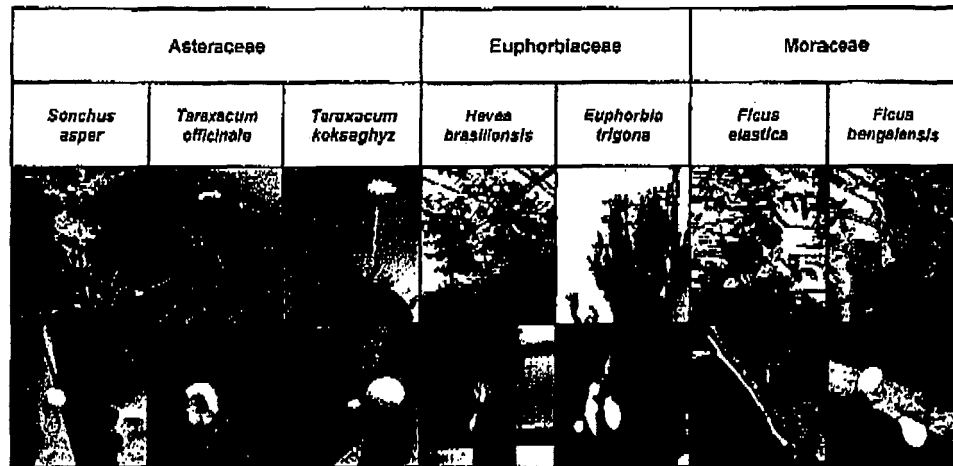 Asteraceae Euphorbiaceae Moraceae
Sonchus asper
Taraxacum officinale
Taraxacum koksaghyz
Hevea brasiliensis
Euphorbia trigona
Ficus elastica
Ficus bengalensis